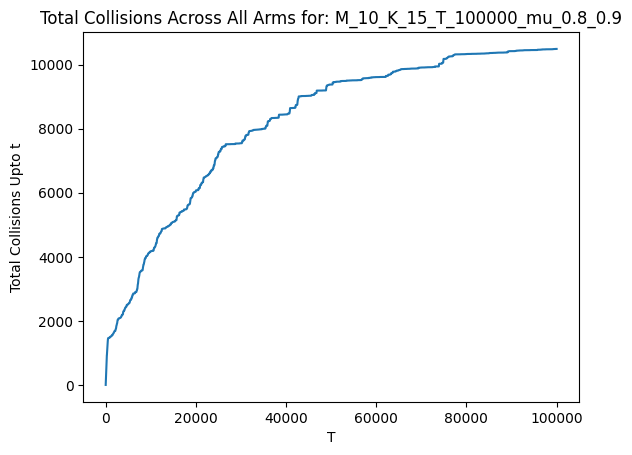 Total Collisions Across All Arms for: M_10_K_15_T_100000_mu_0.8_0.9
Total Collisions Upto t
10000
8000
6000
4000
2000
0
0 20000 40000 60000 80000 100000
T